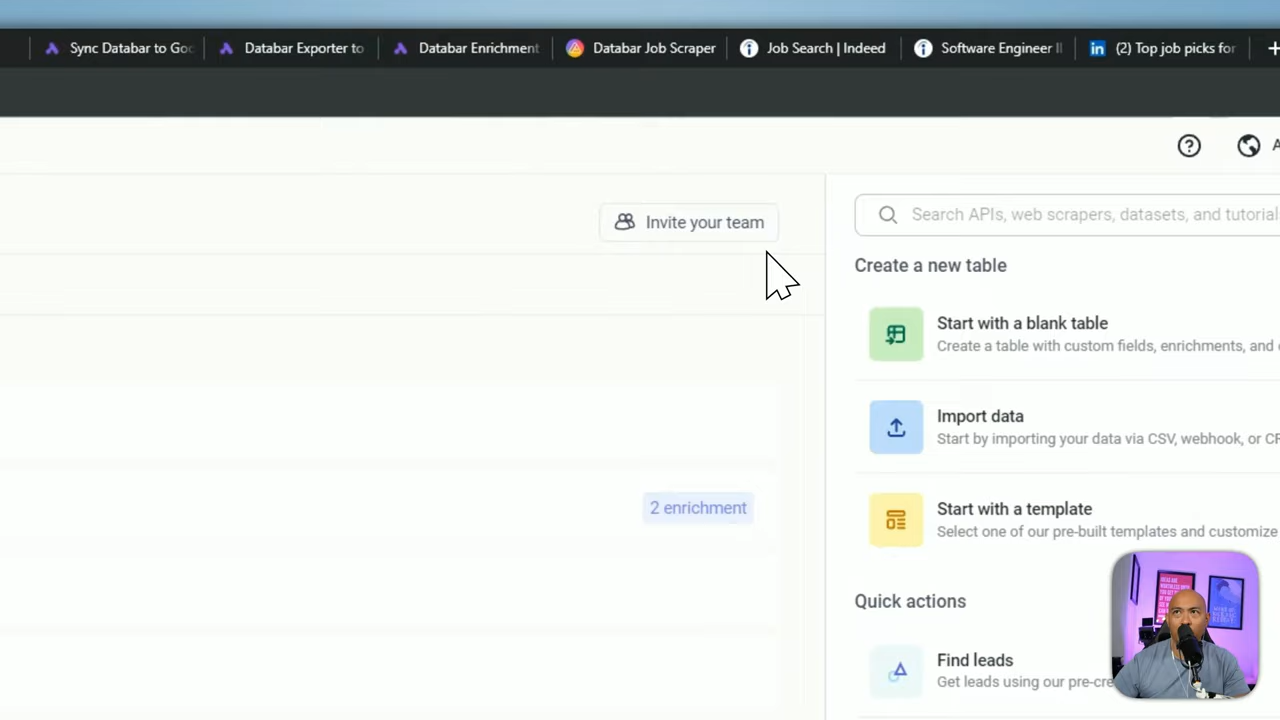 Sync Databar to Goo
Databar Exporter to
Databar Enrichment
Databar Job Scraper
Job Search | Indeed
Software Engineer II
(2) Top job picks for
A
Invite your team
Search APIs, web scrapers, datasets, and tutorial
Create a new table
Start with a blank table
Create a table with custom fields, enrichments, and
Import data
Start by importing your data via CSV, webhook, or CR
Start with a template
Select one of our pre-built templates and customize
2 enrichment
Quick actions
Find leads
Get leads using our pre-cre